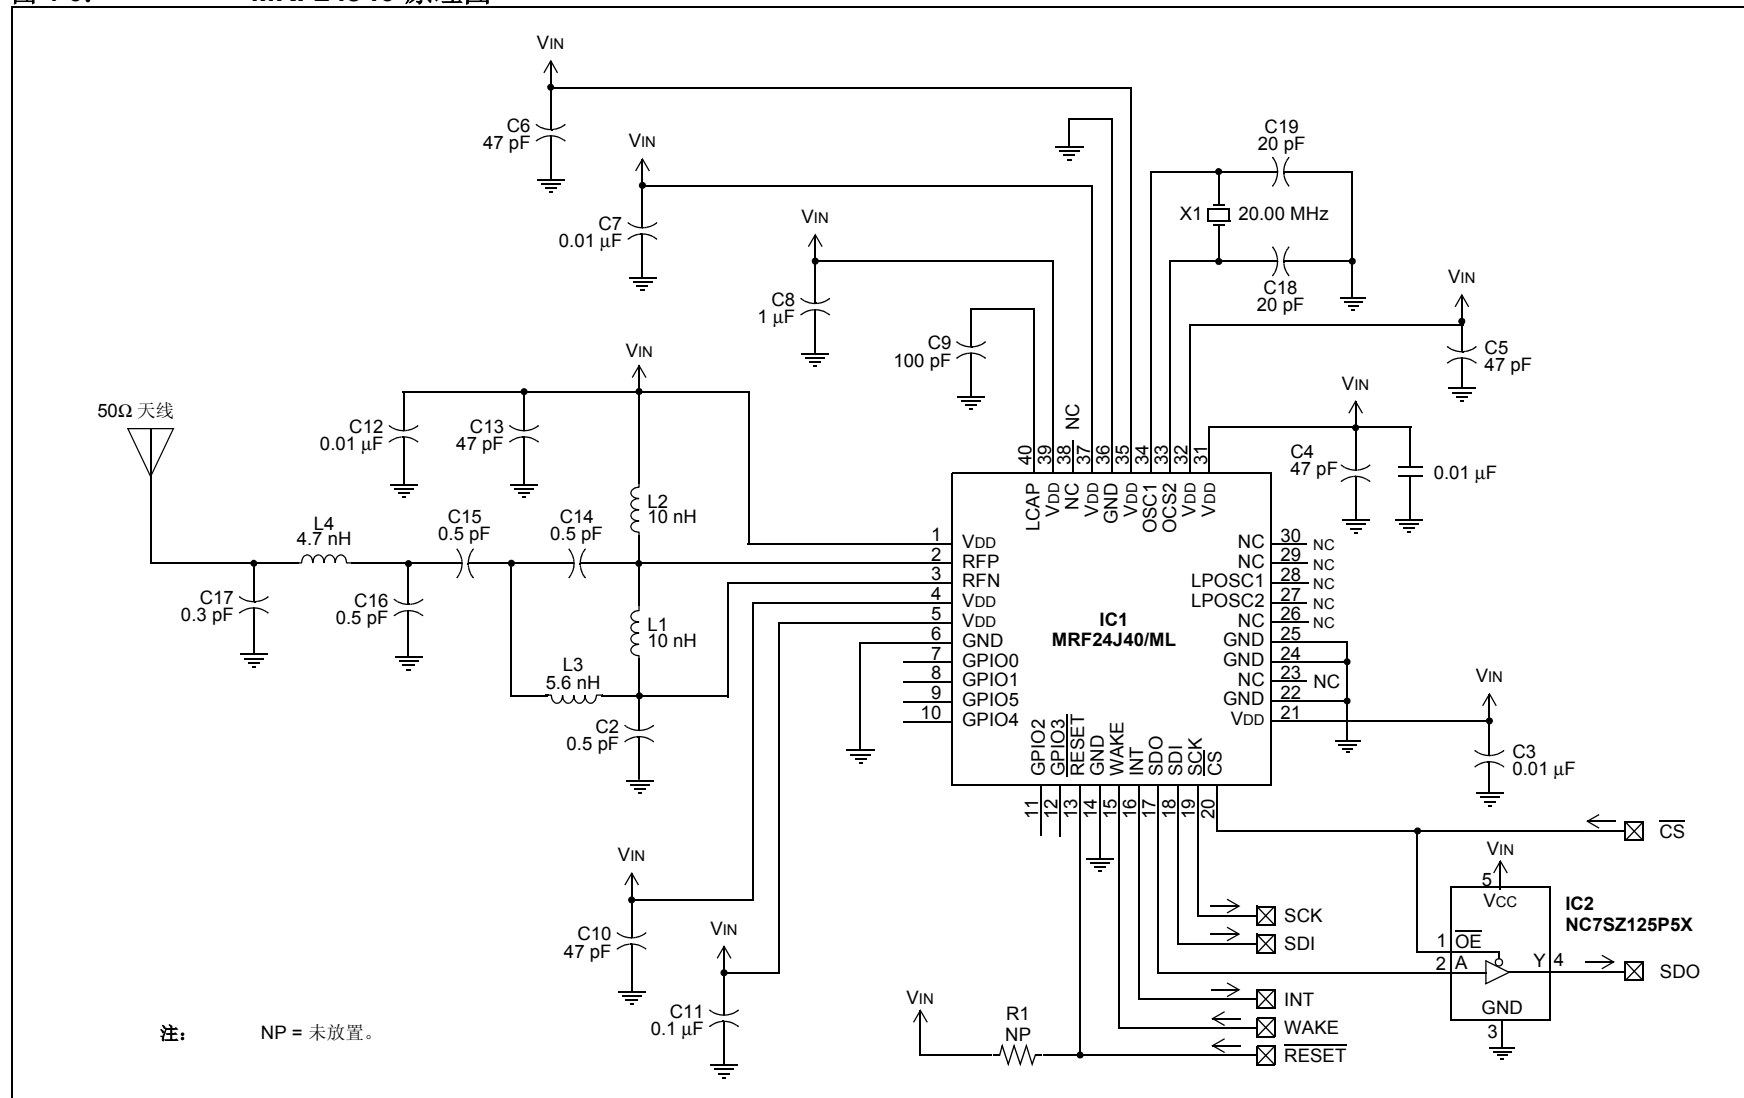 VIN
C6
47 pF
VIN
C7
0.01 μF
VIN
C8
1 μF
C9
100 pF
C19
20 pF
X1
20.00 MHz
C18
20 pF
VIN
C5
47 pF
VIN
C4
47 pF
0.01 μF
50Ω 天线
VIN
C12
0.01 μF
C13
47 pF
L2
10 nH
L4
4.7 nH
C15
0.5 pF
C14
0.5 pF
C17
0.3 pF
C16
0.5 pF
L1
10 nH
L3
5.6 nH
C2
0.5 pF
NC
40 39 38 37 36 35 34 33 32 31
LCAP VDD NC VDD GND VDD OSC1 OCS2 VDD VDD
1 VDD
2 RFP
3 RFN
4 VDD
5 VDD
6 GND
7 GPIO0
8 GPIO1
9 GPIO5
10 GPIO4
IC1
MRF24J40/ML
NC 30 NC
NC 29 NC
LPOSC1 28 NC
LPOSC2 27 NC
NC 26 NC
GND 25
GND 24
NC 23 NC
GND 22
VDD 21
GPIO2 GPIO3 RESET GND WAKE INT SDO SDI SCK CS
11 12 13 14 15 16 17 18 19 20
VIN
C3
0.01 μF
CS
VIN
5
VCC
IC2
NC7SZ125P5X
1 OE
2 A
Y 4
SDO
GND
3
SCK
SDI
INT
WAKE
RESET
VIN
C10
47 pF
VIN
C11
0.1 μF
VIN
R1
NP
注： NP = 未放置。